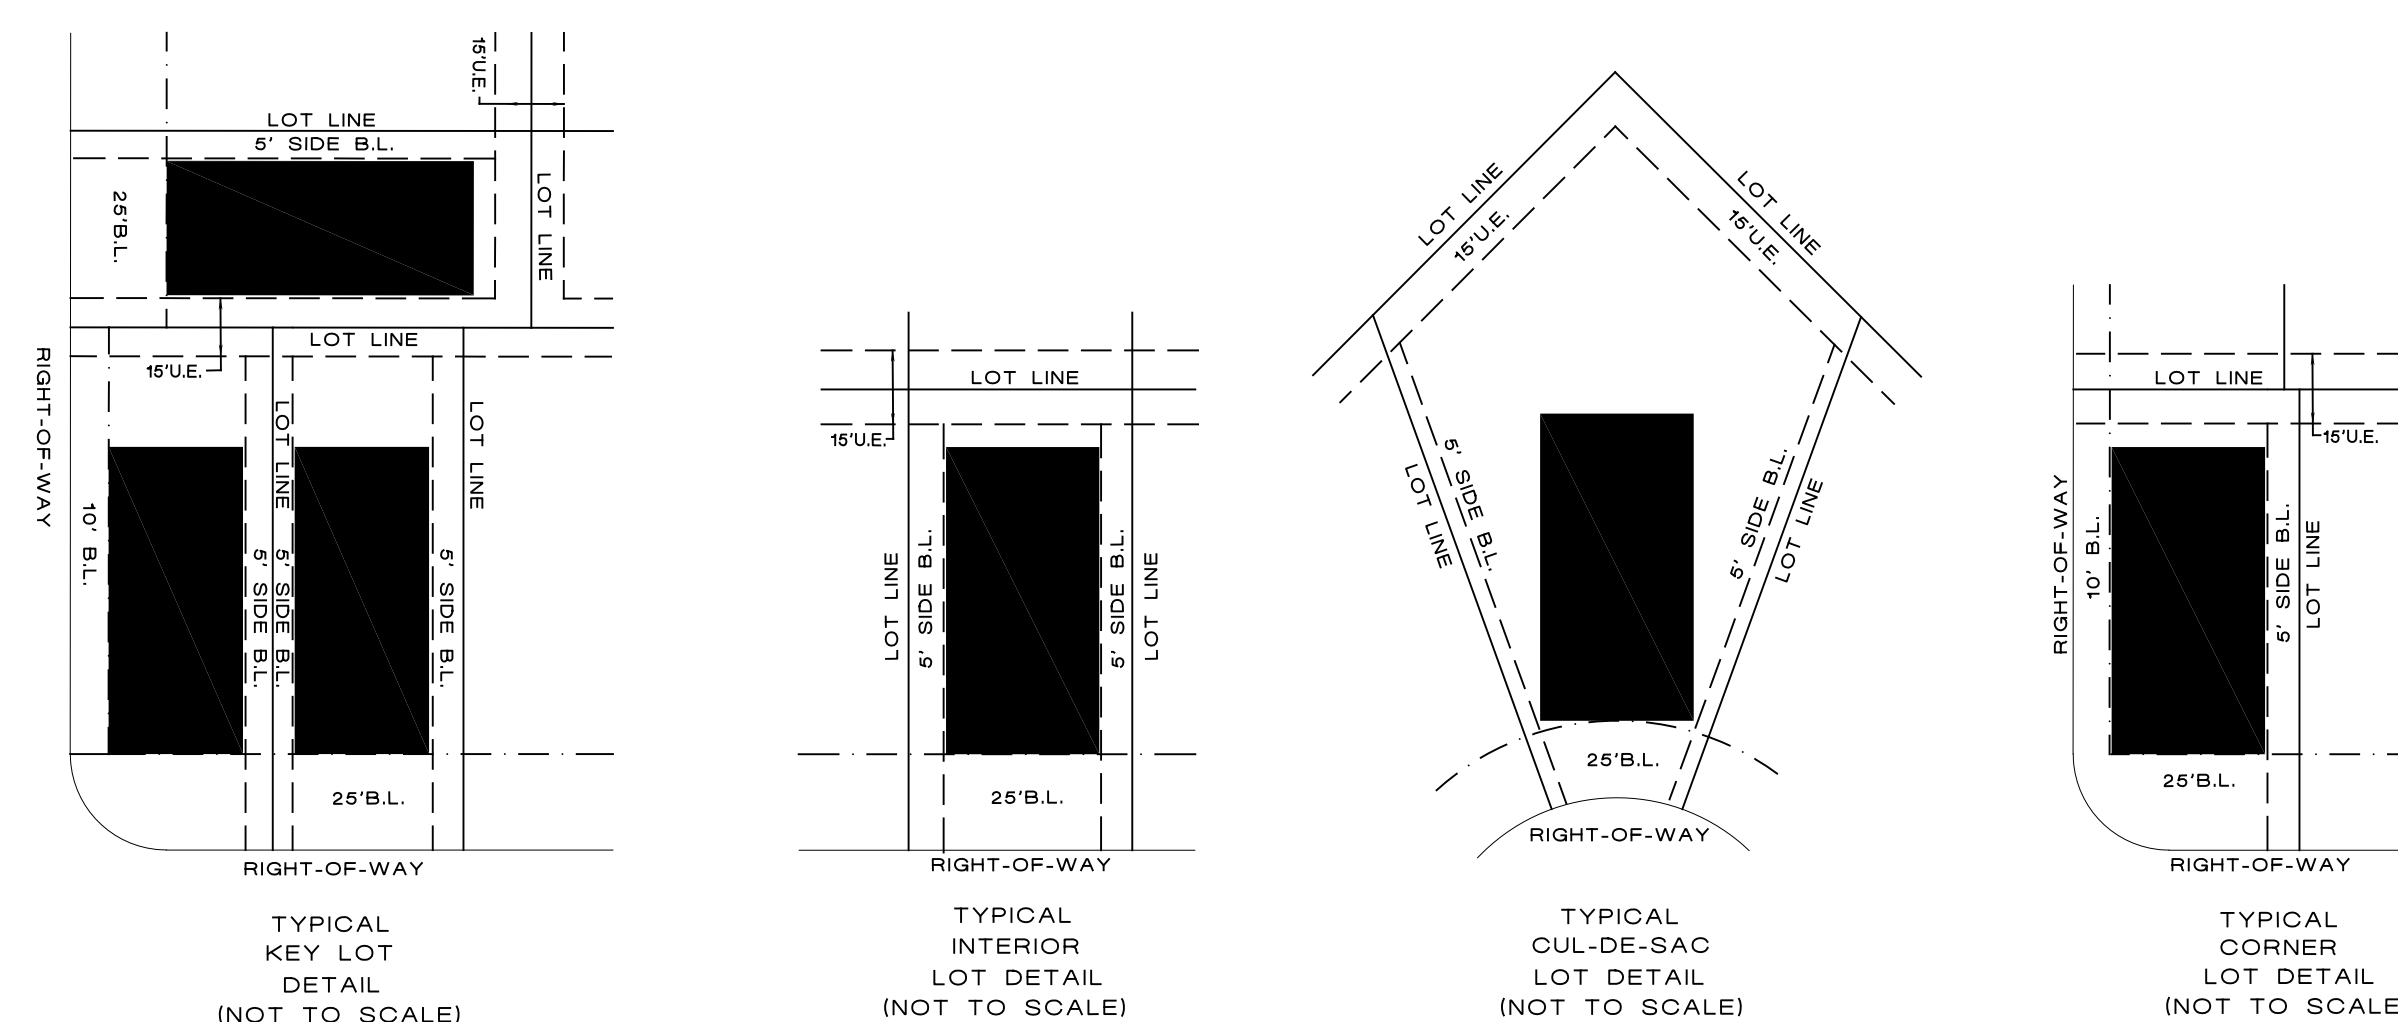 15'U.E.
LOT LINE
5' SIDE B.L.
25'B.L.
LOT LINE
LOT LINE
15'U.E.
RIGHT-OF-WAY
10' B.L.
LOT LINE
LOT LINE
5' SIDE B.L.
5' SIDE B.L.
5' SIDE B.L.
25'B.L.
RIGHT-OF-WAY
TYPICAL
KEY LOT
DETAIL
(NOT TO SCALE)
LOT LINE
15'U.E.
LOT LINE
5' SIDE B.L.
5' SIDE B.L.
LOT LINE
25'B.L.
RIGHT-OF-WAY
TYPICAL
INTERIOR
LOT DETAIL
(NOT TO SCALE)
LOT LINE
15'U.E.
LOT LINE
15'U.E.
LOT LINE
5' SIDE B.L.
5' SIDE B.L.
LOT LINE
25'B.L.
RIGHT-OF-WAY
TYPICAL
CUL-DE-SAC
LOT DETAIL
(NOT TO SCALE)
LOT LINE
15'U.E.
RIGHT-OF-WAY
10' B.L.
5' SIDE B.L.
LOT LINE
25'B.L.
RIGHT-OF-WAY
TYPICAL
CORNER
LOT DETAIL
(NOT TO SCALE